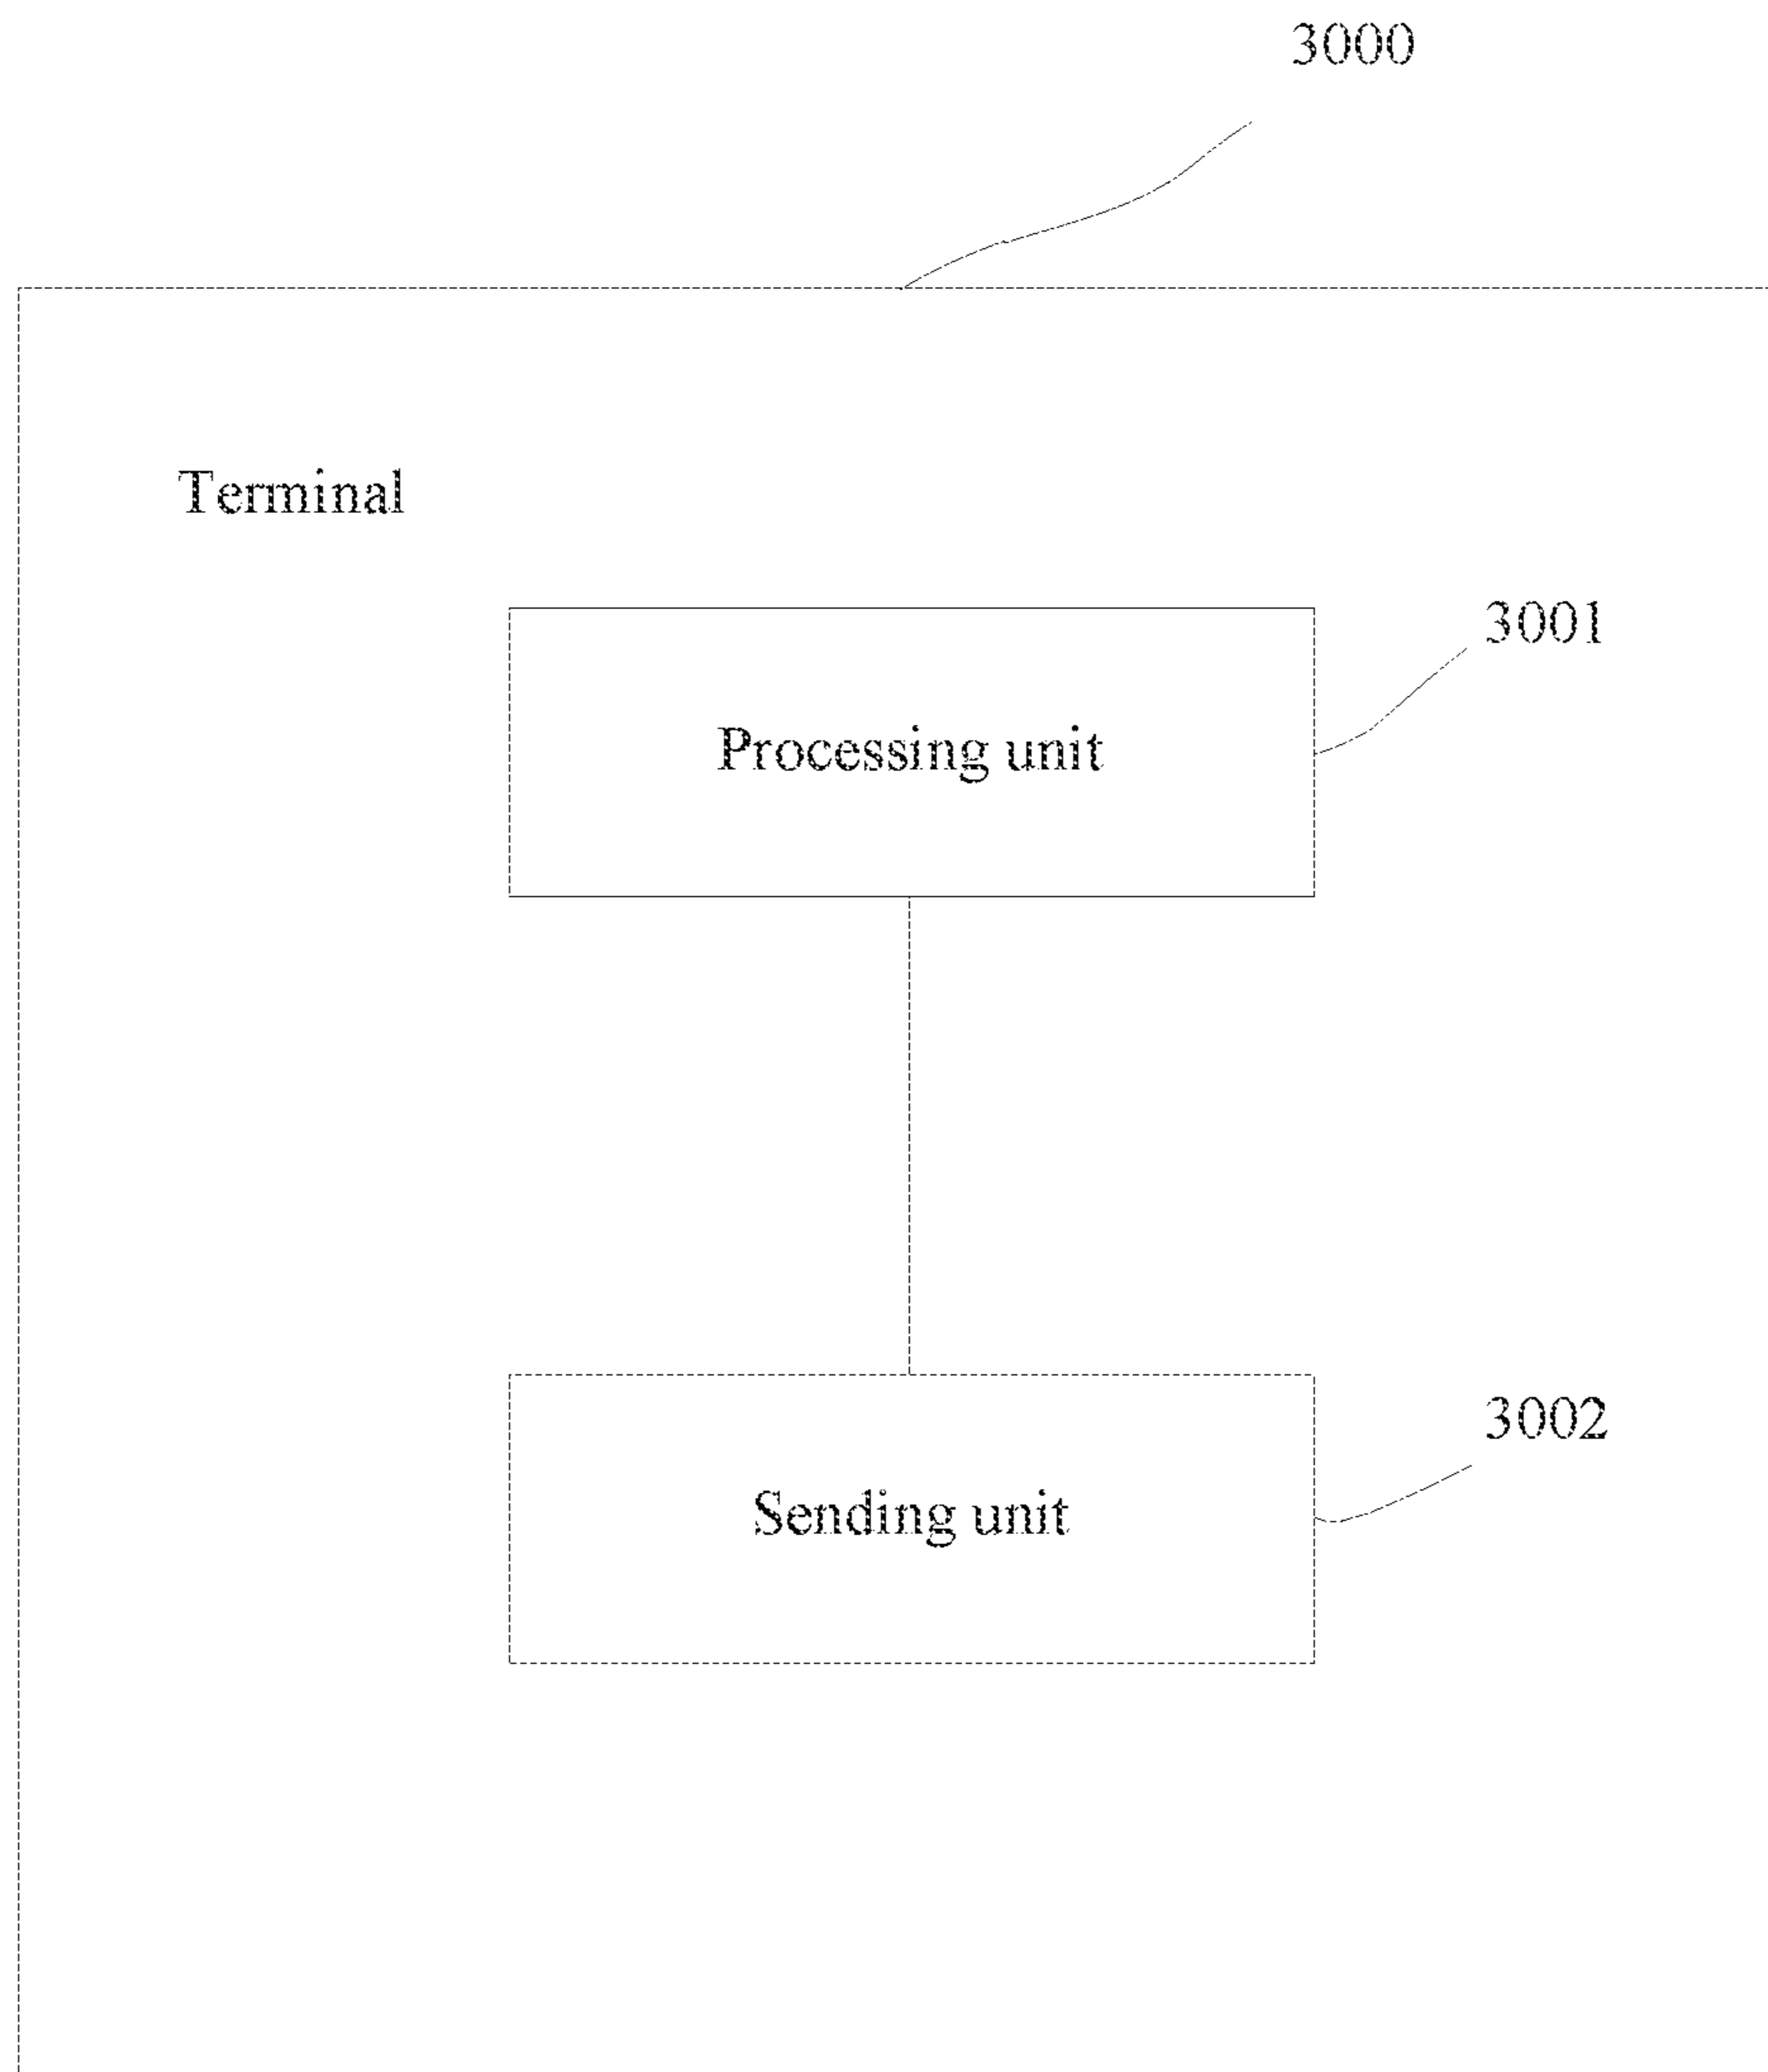 3000
Terminal
3001
Processing unit
3002
Sending unit